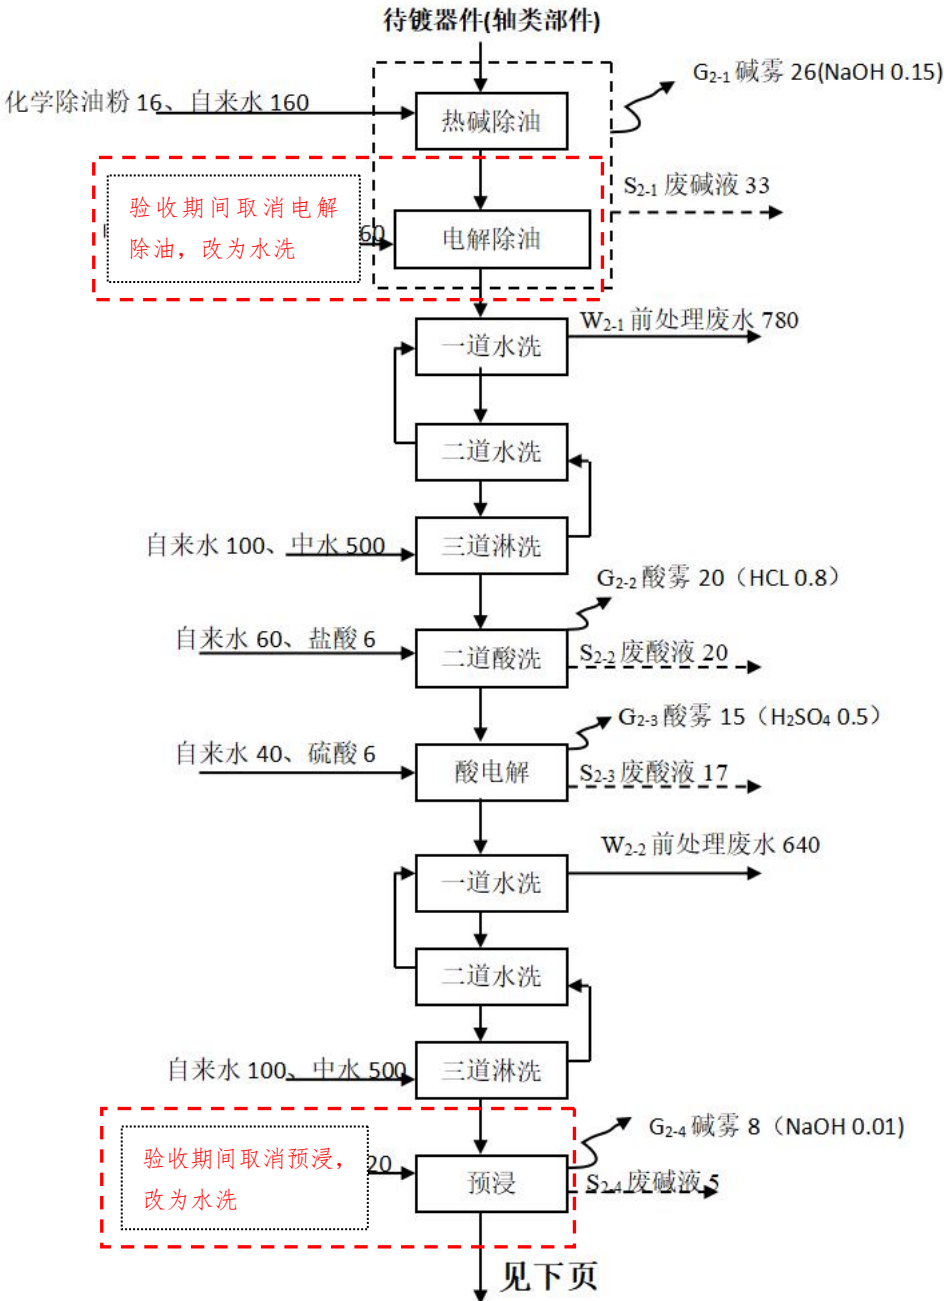 待镀器件(轴类部件)
G2-1 碱雾 26(NaOH 0.15)
化学除油粉 16、自来水 160
热碱除油
S2-1 废碱液 33
验收期间取消电解
除油，改为水洗
60
电解除油
W2-1 前处理废水 780
一道水洗
二道水洗
自来水 100、中水 500
三道淋洗
G2-2 酸雾 20（HCL 0.8）
自来水 60、盐酸 6
二道酸洗
S2-2 废酸液 20
G2-3 酸雾 15（H2SO4 0.5）
自来水 40、硫酸 6
酸电解
S2-3 废酸液 17
W2-2 前处理废水 640
一道水洗
二道水洗
自来水 100、中水 500
三道淋洗
G2-4 碱雾 8（NaOH 0.01)
验收期间取消预浸，
改为水洗
20
预浸
S2-4 废碱液 5
见下页